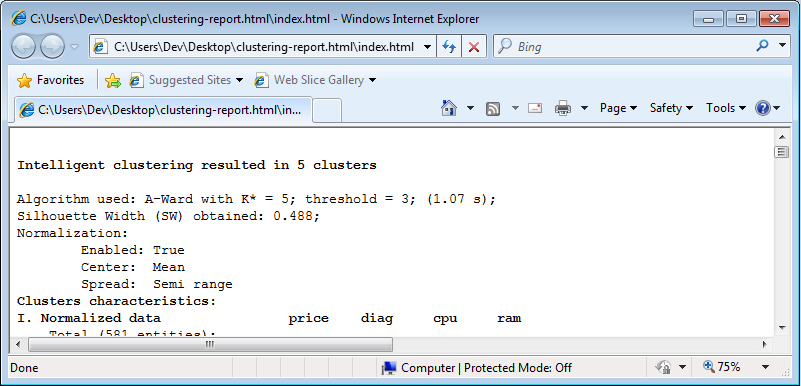 C:\Users\Dev\Desktop\clustering-report.html\index.html - Windows Internet Explorer
C:\Users\Dev\Desktop\clustering-report.html\index.html
Bing
Favorites Suggested Sites Web Slice Gallery
C:\Users\Dev\Desktop\clustering-report.html\in... Page Safety Tools
Intelligent clustering resulted in 5 clusters
Algorithm used: A-Ward with K* = 5; threshold = 3; (1.07 s);
Silhouette Width (SW) obtained: 0.488;
Normalization:
Enabled: True
Center: Mean
Spread: Semi range
Clusters characteristics:
I. Normalized data price diag cpu ram
Total (581 entities):
Done Computer | Protected Mode: Off 75%